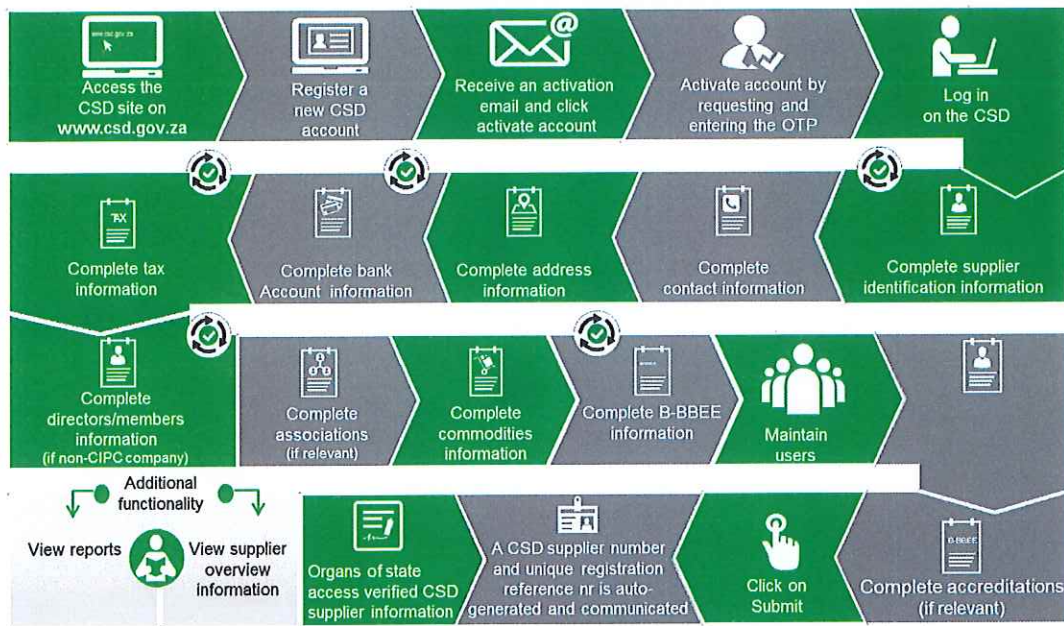 www.csd.gov.za
Access the
CSD site on
www.csd.gov.za
Register a
new CSD
account
@
Receive an activation
email and click
activate account
Activate account by
requesting and
entering the OTP
Log in
on the CSD
Complete supplier
identification information
Complete
contact information
Complete address
information
Complete bank
Account information
TAX
Complete tax
information
Complete
directors/members
information
(if non-CIPC company)
Complete
associations
(if relevant)
Complete
commodities
information
Complete B-BBEE
information
Maintain
users
B-BBEE
Complete accreditations
(if relevant)
Click on
Submit
A CSD supplier number
and unique registration
reference nr is auto-
generated and communicated
Organs of state
access verified CSD
supplier information
Additional
functionality
View reports
View supplier
overview
information